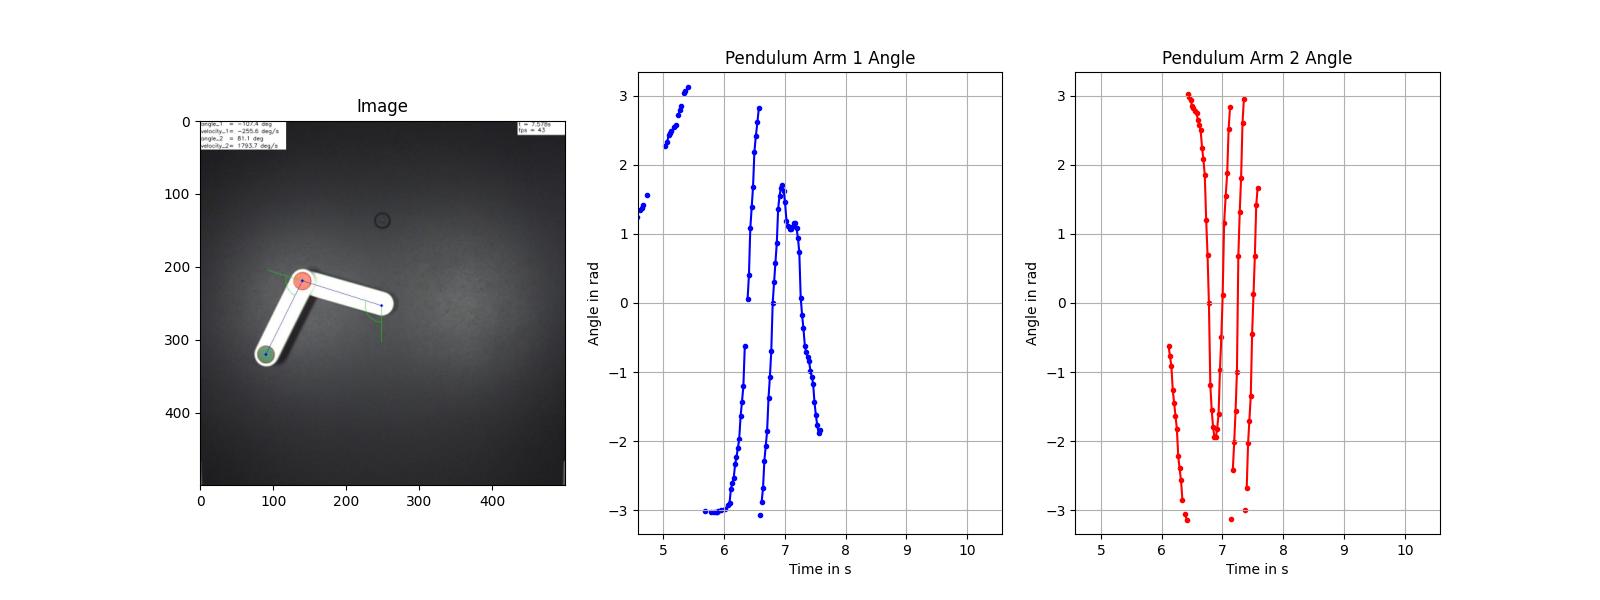 Image
angle_1 = -107.4 deg
velocity_1= -255.6 deg/s
angle_2 = 81.1 deg
velocity_2= 1793.7 deg/s
t = 7.578s
fps = 43
0
100
200
300
400
0 100 200 300 400
Pendulum Arm 1 Angle
Angle in rad
3
2
1
0
−1
−2
−3
5 6 7 8 9 10
Time in s
Pendulum Arm 2 Angle
Angle in rad
3
2
1
0
−1
−2
−3
5 6 7 8 9 10
Time in s